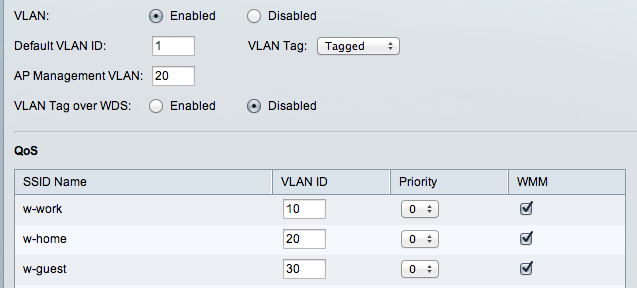 VLAN: Enabled Disabled
Default VLAN ID: 1 VLAN Tag: Tagged
AP Management VLAN: 20
VLAN Tag over WDS: Enabled Disabled
QoS
SSID Name VLAN ID Priority WMM
w-work 10 0
w-home 20 0
w-guest 30 0